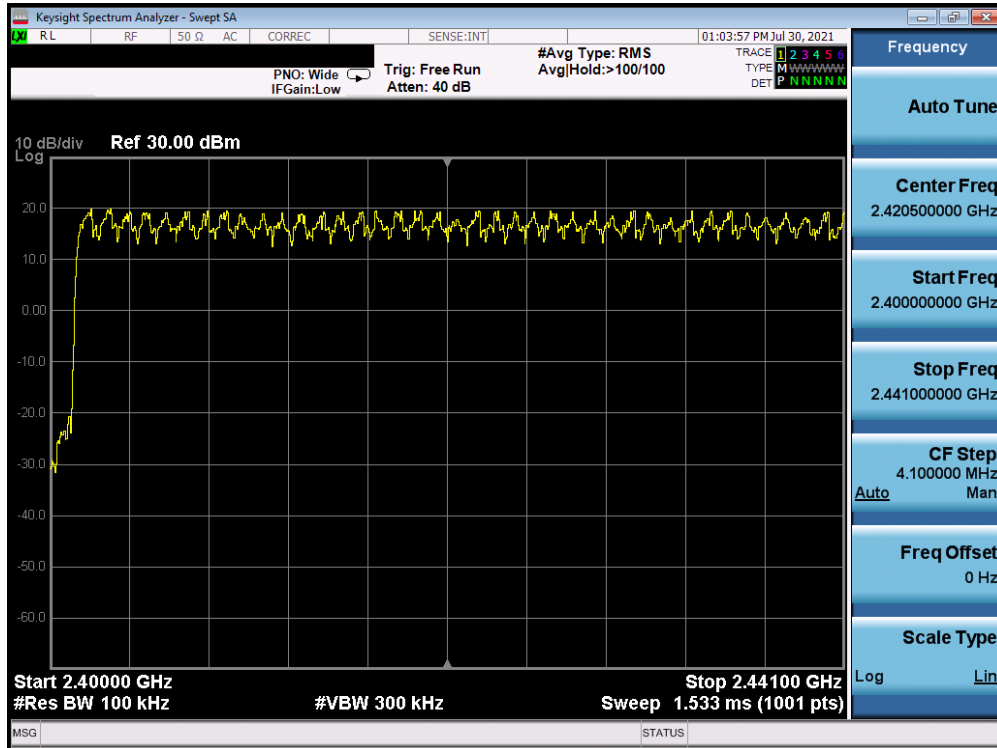 Keysight Spectrum Analyzer - Swept SA
LXI RL RF 50 Ω AC CORREC SENSE:INT 01:03:57 PM Jul 30, 2021
#Avg Type: RMS TRACE 1 2 3 4 5 6
PNO: Wide Trig: Free Run Avg|Hold:>100/100 TYPE M WWWWW
IFGain:Low Atten: 40 dB DET P N N N N N
10 dB/div Ref 30.00 dBm
Log
20.0
10.0
0.00
-10.0
-20.0
-30.0
-40.0
-50.0
-60.0
Start 2.40000 GHz Stop 2.44100 GHz
#Res BW 100 kHz #VBW 300 kHz Sweep 1.533 ms (1001 pts)
MSG STATUS
Frequency
Auto Tune
Center Freq
2.420500000 GHz
Start Freq
2.400000000 GHz
Stop Freq
2.441000000 GHz
CF Step
4.100000 MHz
Auto Man
Freq Offset
0 Hz
Scale Type
Log Lin